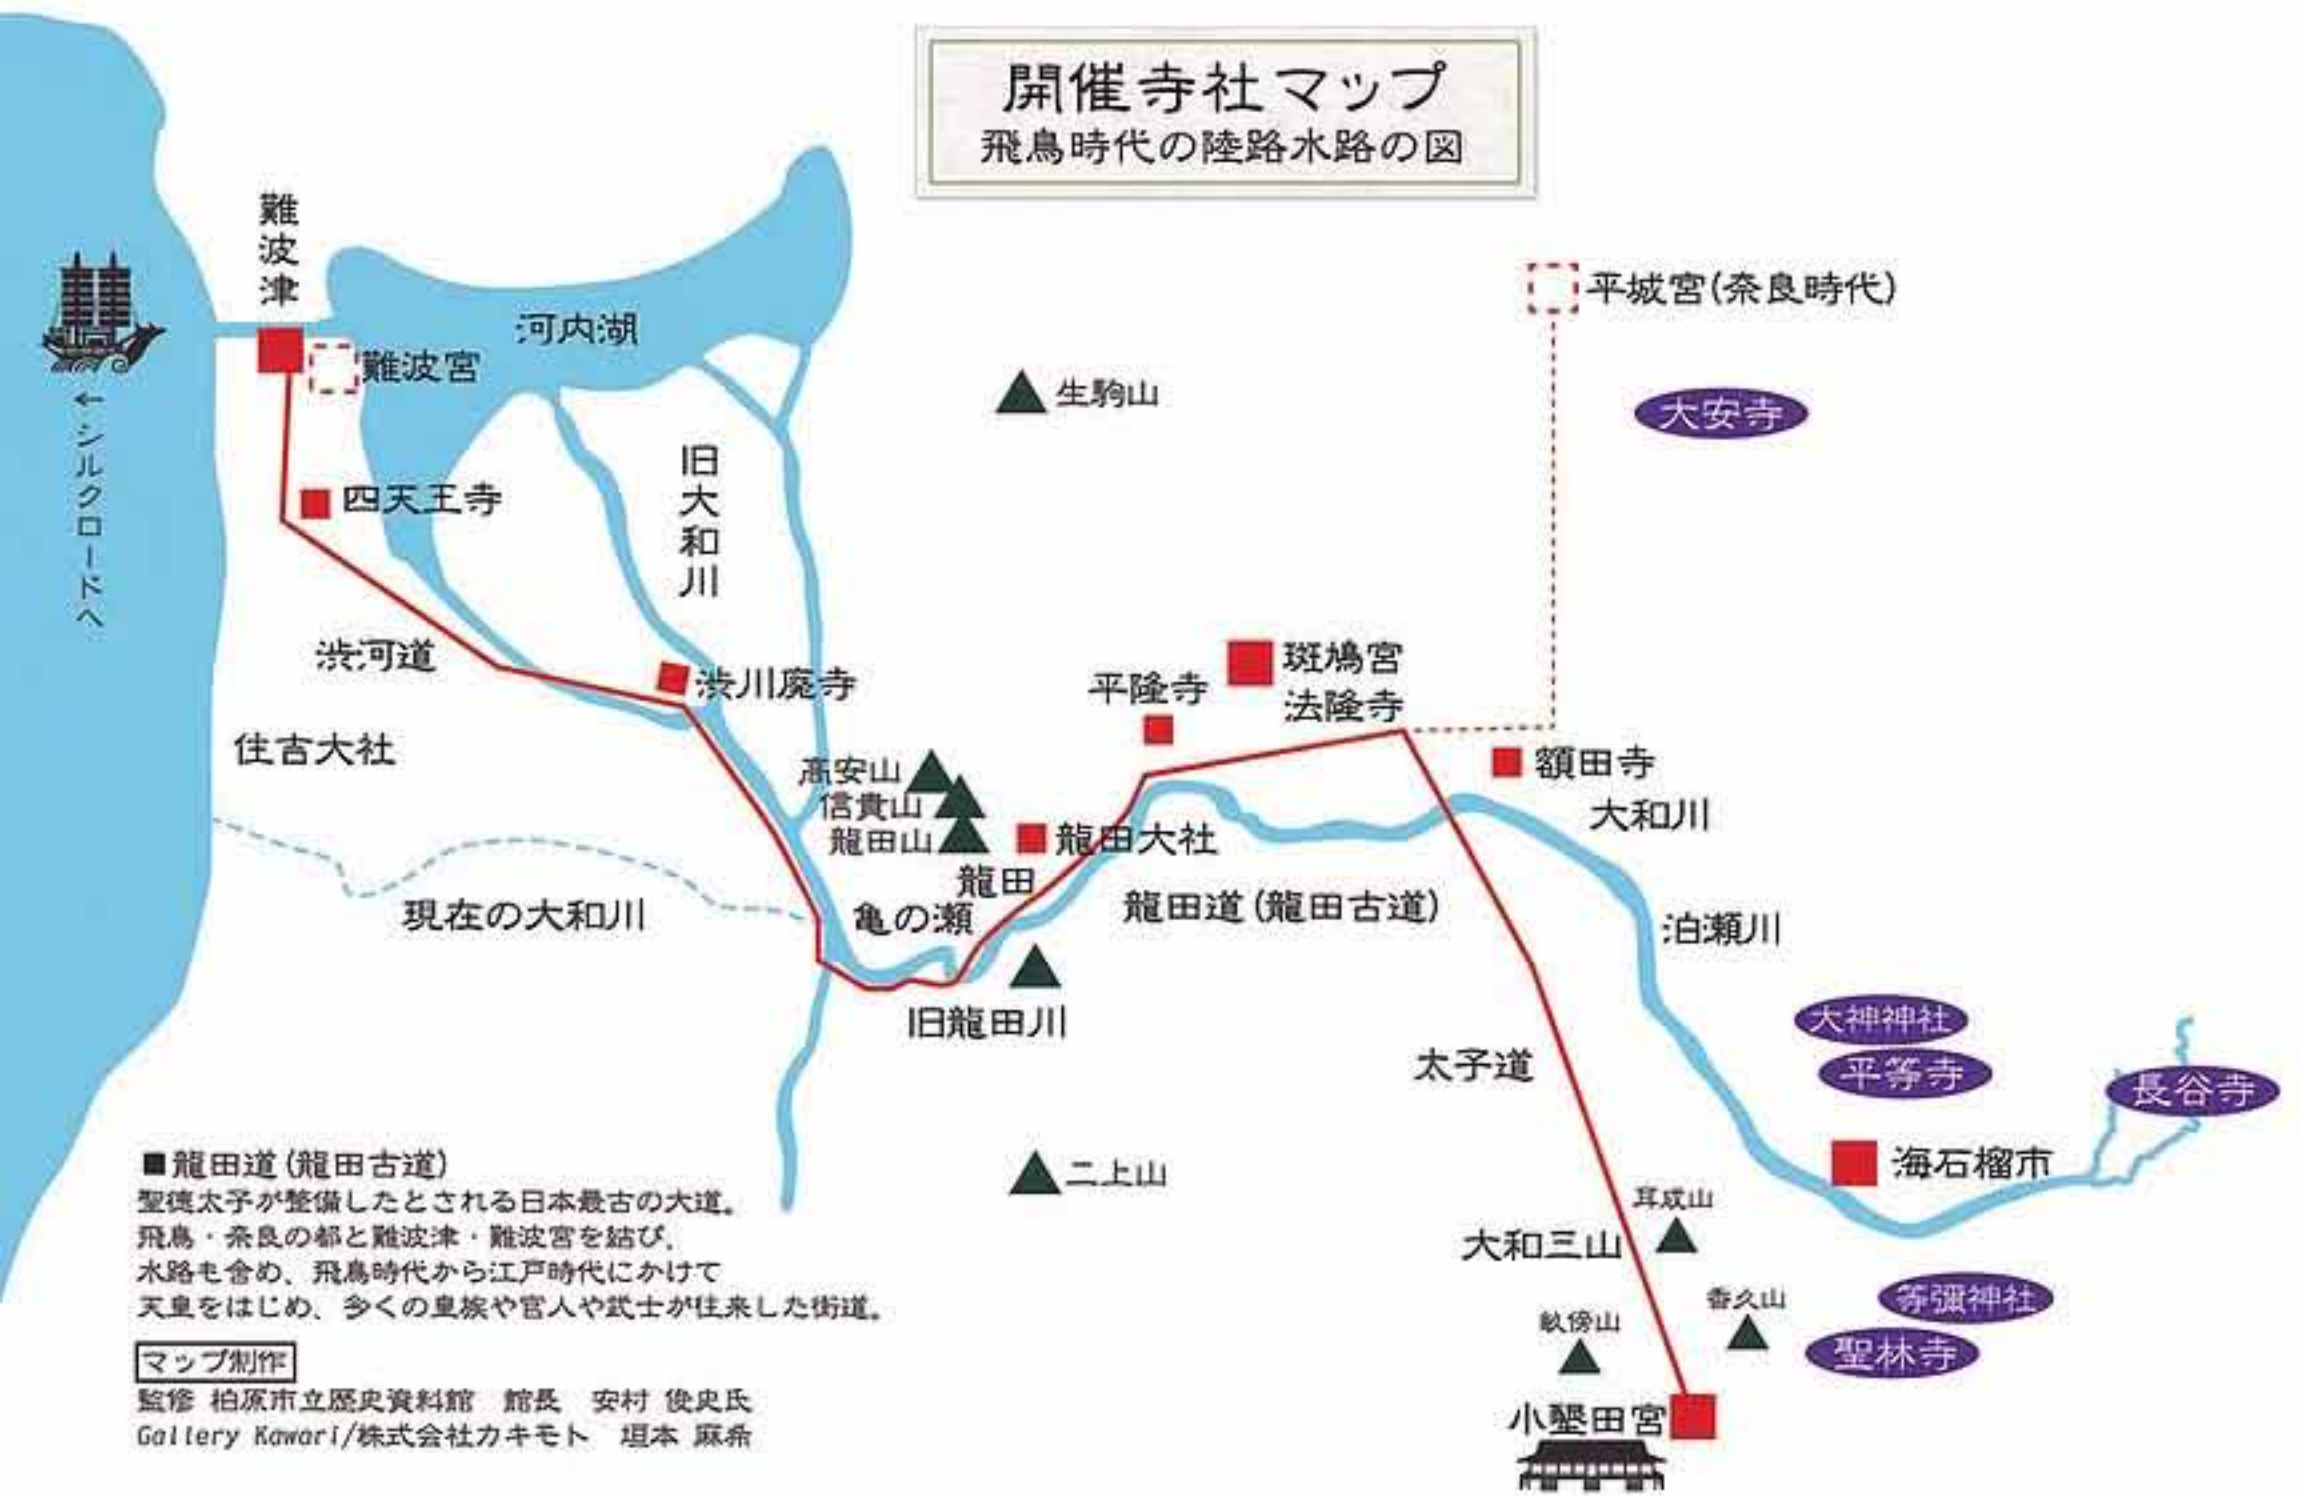 開催寺社マップ
飛鳥時代の陸路水路の図
難波津
難波宮
河内湖
←シルクロードへ
四天王寺
旧大和川
生駒山
平城宮(奈良時代)
大安寺
渋河道
渋川廃寺
住吉大社
高安山
信貴山
龍田山
龍田大社
龍田
亀の瀬
平隆寺
斑鳩宮
法隆寺
額田寺
大和川
龍田道(龍田古道)
泊瀬川
現在の大和川
旧龍田川
太子道
大神神社
平等寺
長谷寺
海石榴市
二上山
耳成山
大和三山
畝傍山
香久山
等彌神社
聖林寺
小墾田宮
■龍田道(龍田古道)
聖徳太子が整備したとされる日本最古の大道。
飛鳥・奈良の都と難波津・難波宮を結び、
水路も含め、飛鳥時代から江戸時代にかけて
天皇をはじめ、多くの皇族や官人や武士が往来した街道。
マップ制作
監修 柏原市立歴史資料館 館長 安村 俊史氏
Gallery Kawari/株式会社カキモト 垣本 麻希